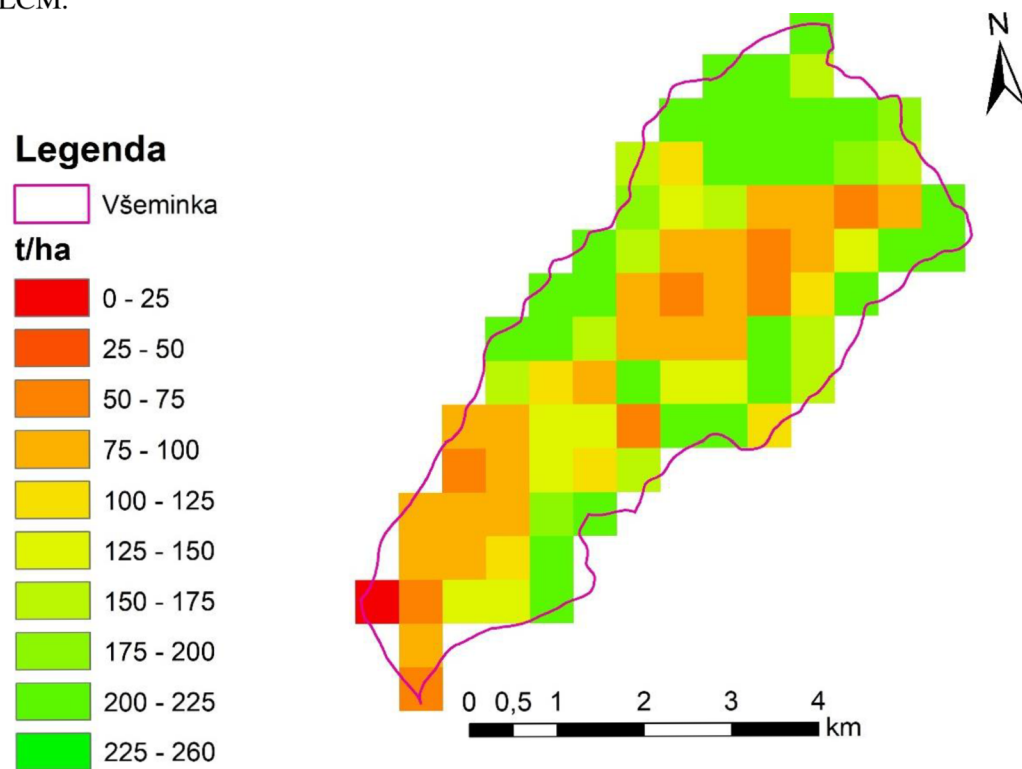 LCM.
N
Legenda
Všeminka
t/ha
0 - 25
25 - 50
50 - 75
75 - 100
100 - 125
125 - 150
150 - 175
175 - 200
200 - 225
225 - 260
0 0,5 1 2 3 4
km